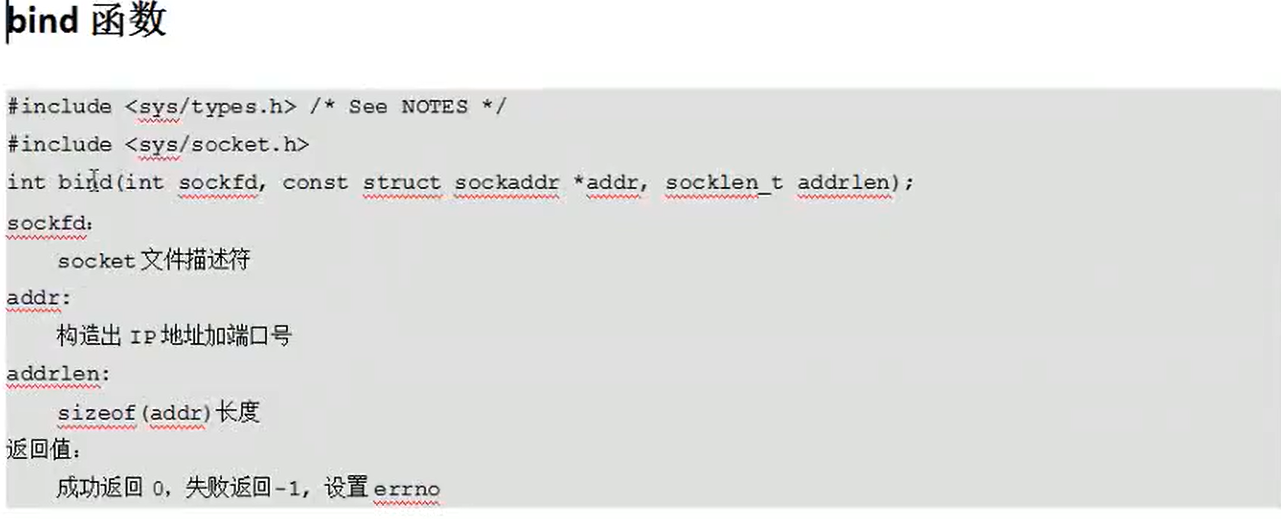 bind 函数
#include <sys/types.h> /* See NOTES */
#include <sys/socket.h>
int bind(int sockfd, const struct sockaddr *addr, socklen_t addrlen);
sockfd：
socket 文件描述符
addr:
构造出 IP 地址加端口号
addrlen:
sizeof(addr)长度
返回值：
成功返回 0，失败返回-1, 设置 errno